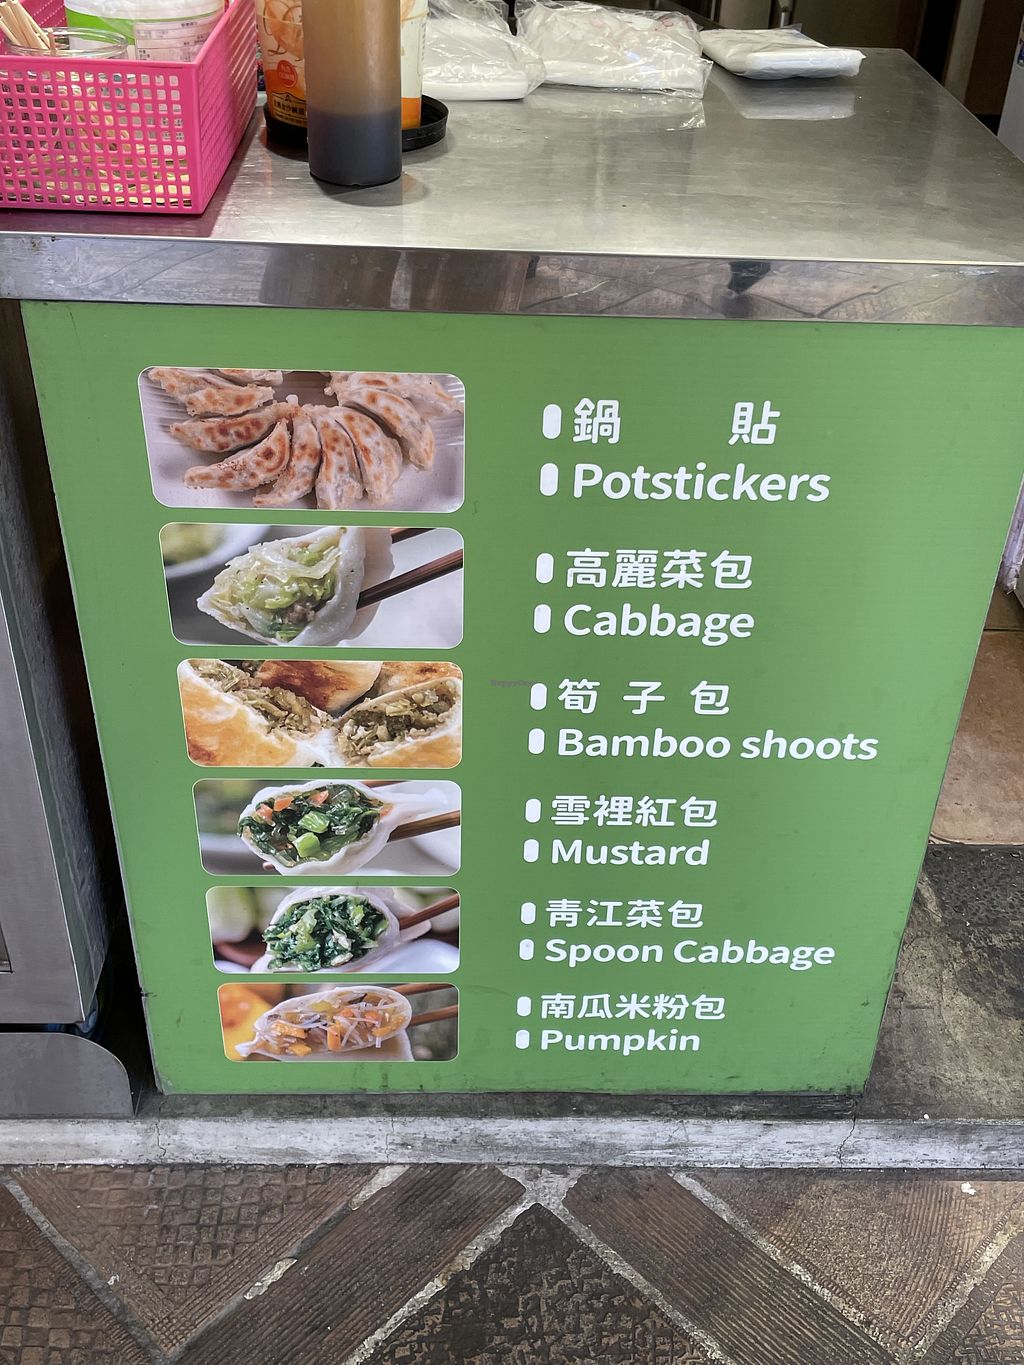 鍋 貼
Potstickers
高麗菜包
Cabbage
筍 子 包
Bamboo shoots
雪裡紅包
Mustard
青江菜包
Spoon Cabbage
南瓜米粉包
Pumpkin